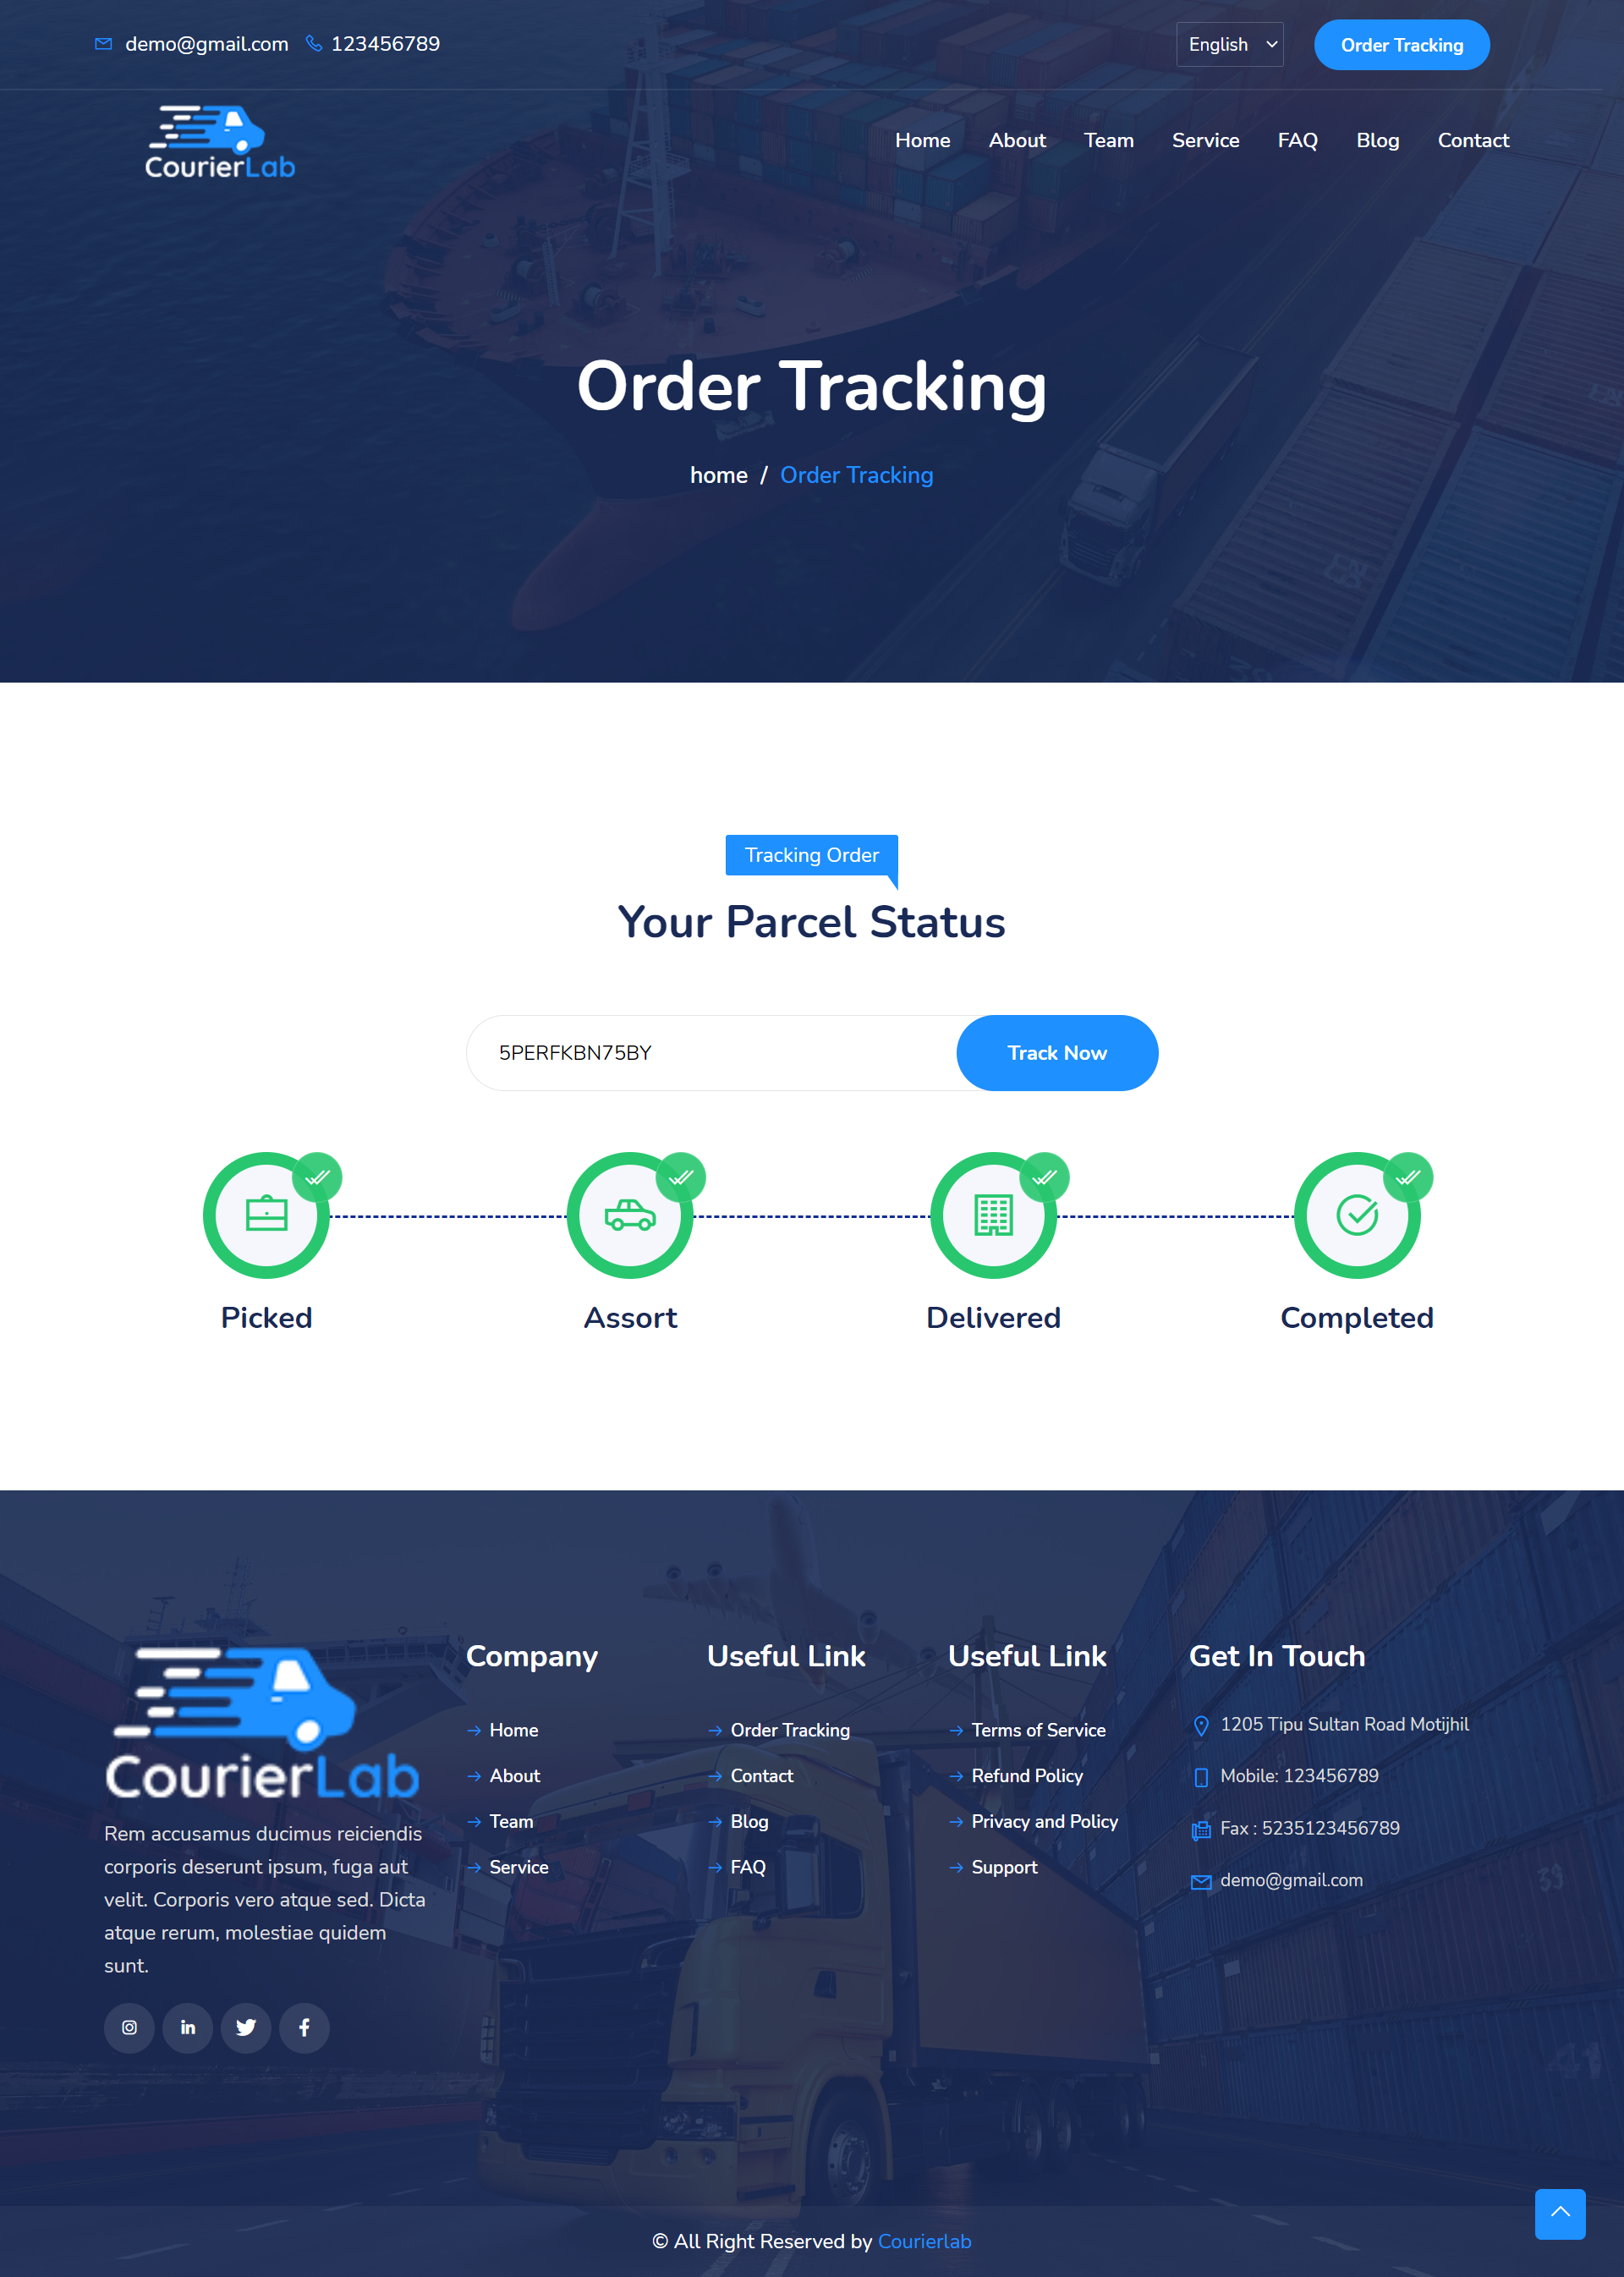 demo@gmail.com 123456789 English Order Tracking
CourierLab Home About Team Service FAQ Blog Contact
Order Tracking
home / Order Tracking
Tracking Order
Your Parcel Status
5PERFKBN75BY Track Now
Picked Assort Delivered Completed
CourierLab
Rem accusamus ducimus reiciendis
corporis deserunt ipsum, fuga aut
velit. Corporis vero atque sed. Dicta
atque rerum, molestiae quidem
sunt.
Company
Home
About
Team
Service
Useful Link
Order Tracking
Contact
Blog
FAQ
Useful Link
Terms of Service
Refund Policy
Privacy and Policy
Support
Get In Touch
1205 Tipu Sultan Road Motijhil
Mobile: 123456789
Fax : 5235123456789
demo@gmail.com
© All Right Reserved by Courierlab